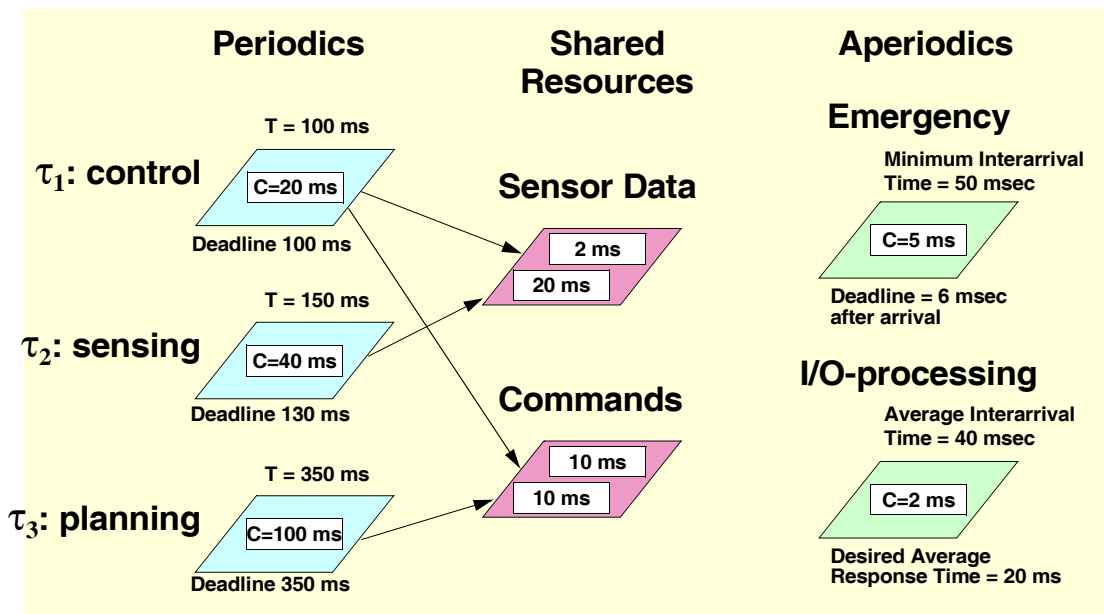 Periodics
T = 100 ms
τ1: control
C=20 ms
Deadline 100 ms
T = 150 ms
τ2: sensing
C=40 ms
Deadline 130 ms
T = 350 ms
τ3: planning
C=100 ms
Deadline 350 ms
Shared
Resources
Sensor Data
2 ms
20 ms
Commands
10 ms
10 ms
Aperiodics
Emergency
Minimum Interarrival
Time = 50 msec
C=5 ms
Deadline = 6 msec
after arrival
I/O-processing
Average Interarrival
Time = 40 msec
C=2 ms
Desired Average
Response Time = 20 ms